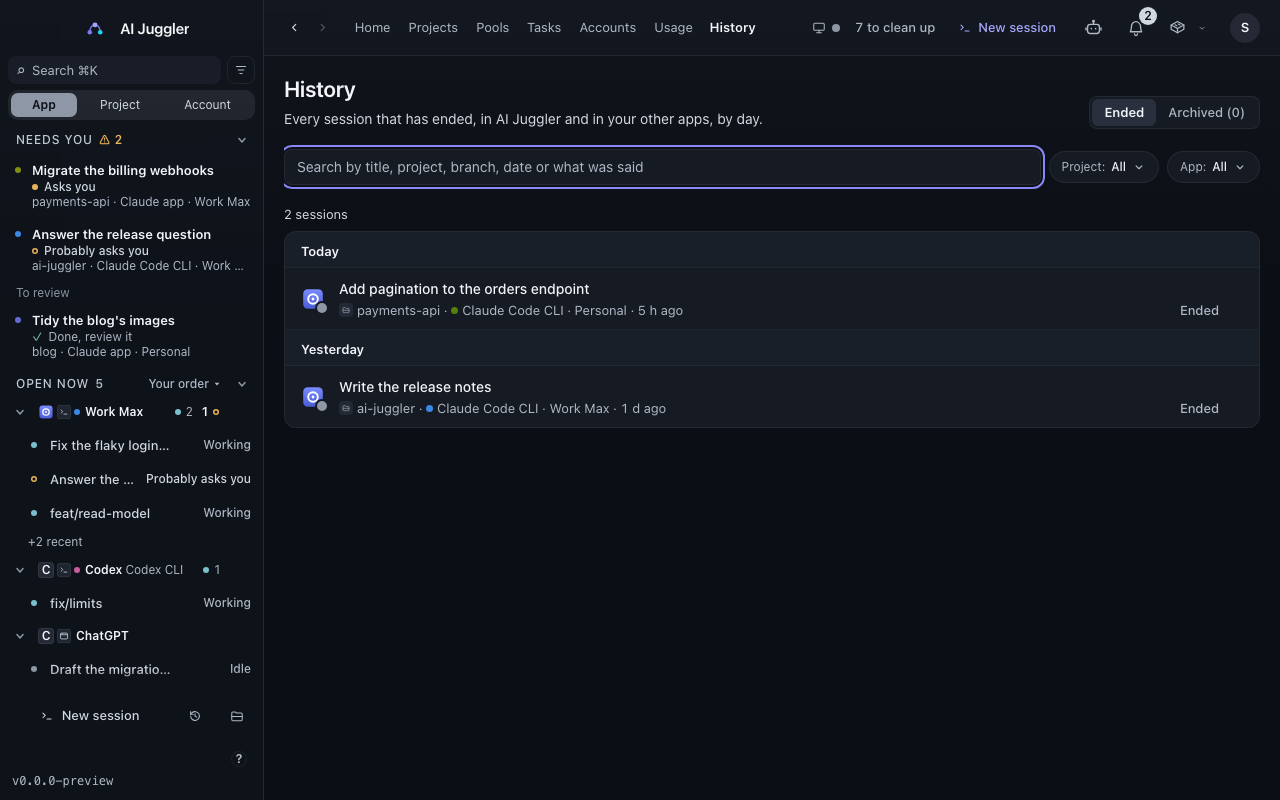 AI Juggler
Search ⌘K
App
Project
Account
NEEDS YOU 2
Migrate the billing webhooks
Asks you
payments-api · Claude app · Work Max
Answer the release question
Probably asks you
ai-juggler · Claude Code CLI · Work ...
To review
Tidy the blog's images
Done, review it
blog · Claude app · Personal
OPEN NOW 5
Your order
Work Max
2
1
Fix the flaky login...
Working
Answer the ...
Probably asks you
feat/read-model
Working
+2 recent
C
Codex Codex CLI
1
fix/limits
Working
C
ChatGPT
Draft the migratio...
Idle
New session
?
v0.0.0-preview
Home
Projects
Pools
Tasks
Accounts
Usage
History
7 to clean up
New session
2
S
History
Every session that has ended, in AI Juggler and in your other apps, by day.
Ended
Archived (0)
Search by title, project, branch, date or what was said
Project: All
App: All
2 sessions
Today
Add pagination to the orders endpoint
payments-api · Claude Code CLI · Personal · 5 h ago
Ended
Yesterday
Write the release notes
ai-juggler · Claude Code CLI · Work Max · 1 d ago
Ended